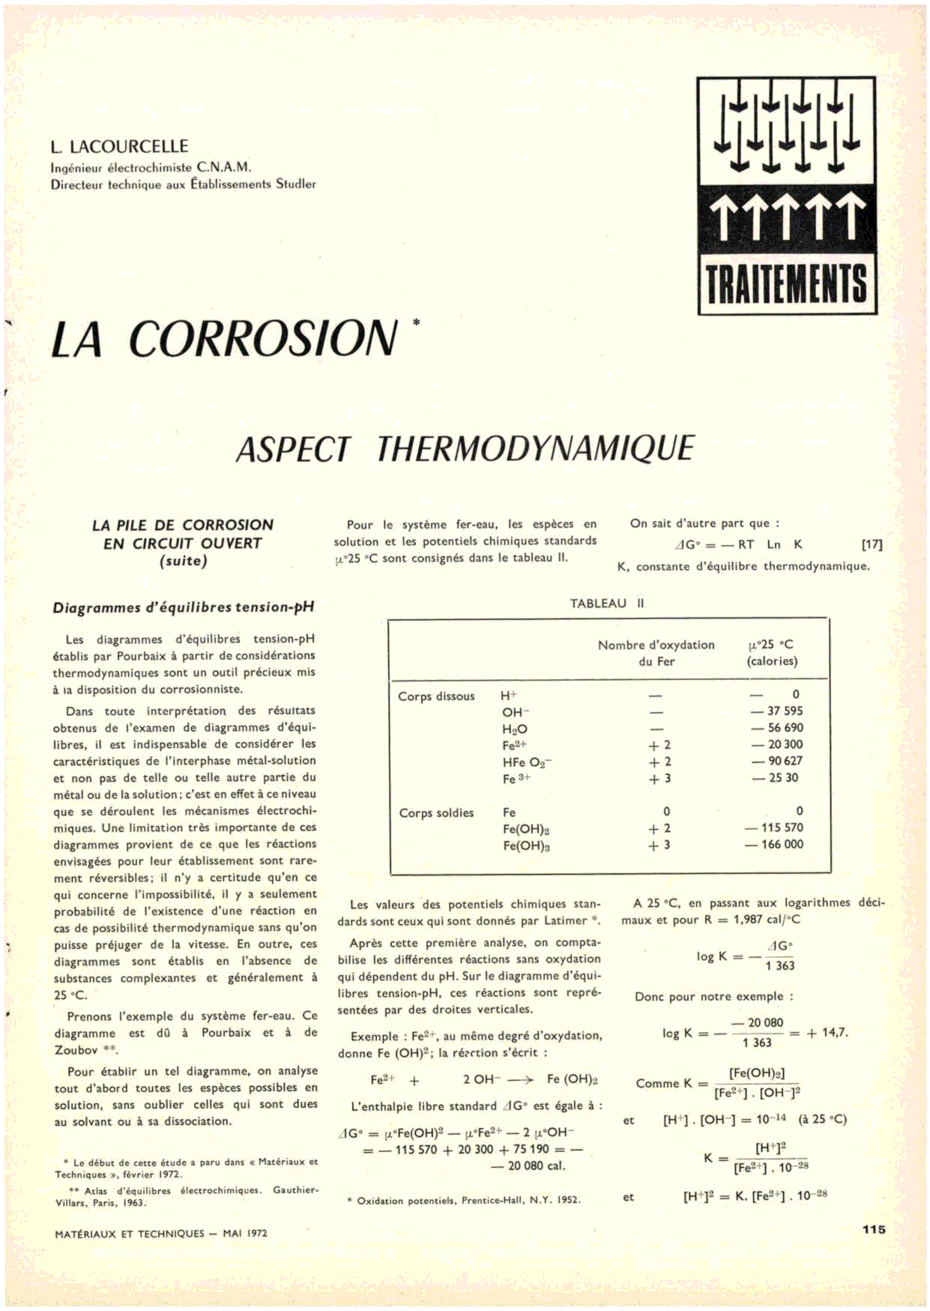 L. LACOURCELLE
Ingénieur électrochimiste C.N.A.M.
Directeur technique aux Établissements Studler
TRAITEMENTS
LA CORROSION *
ASPECT THERMODYNAMIQUE
LA PILE DE CORROSION
EN CIRCUIT OUVERT
(suite)
Diagrammes d'équilibres tension-pH
Les diagrammes d'équilibres tension-pH
établis par Pourbaix à partir de considérations
thermodynamiques sont un outil précieux mis
à la disposition du corrosionniste.
Dans toute interprétation des résultats
obtenus de l'examen de diagrammes d'équi-
libres, il est indispensable de considérer les
caractéristiques de l'interphase métal-solution
et non pas de telle ou telle autre partie du
métal ou de la solution; c'est en effet à ce niveau
que se déroulent les mécanismes électrochi-
miques. Une limitation très importante de ces
diagrammes provient de ce que les réactions
envisagées pour leur établissement sont rare-
ment réversibles; il n'y a certitude qu'en ce
qui concerne l'impossibilité, il y a seulement
probabilité de l'existence d'une réaction en
cas de possibilité thermodynamique sans qu'on
puisse préjuger de la vitesse. En outre, ces
diagrammes sont établis en l'absence de
substances complexantes et généralement à
25 °C.
Prenons l'exemple du système fer-eau. Ce
diagramme est dû à Pourbaix et à de
Zoubov **.
Pour établir un tel diagramme, on analyse
tout d'abord toutes les espèces possibles en
solution, sans oublier celles qui sont dues
au solvant ou à sa dissociation.
* Le début de cette étude a paru dans « Matériaux et
Techniques », février 1972.
** Atlas d'équilibres électrochimiques. Gauthier-
Villars, Paris, 1963.
Pour le système fer-eau, les espèces en
solution et les potentiels chimiques standards
μ°25 °C sont consignés dans le tableau II.
On sait d'autre part que :
ΔG° = — RT Ln K [17]
K, constante d'équilibre thermodynamique.
TABLEAU II
Nombre d'oxydation μ°25 °C
du Fer (calories)
Corps dissous H+ — — 0
OH− — — 37 595
H₂O — — 56 690
Fe²⁺ + 2 — 20 300
HFe O₂− + 2 — 90 627
Fe ³⁺ + 3 — 25 30
Corps soldies Fe 0 0
Fe(OH)₂ + 2 — 115 570
Fe(OH)₃ + 3 — 166 000
Les valeurs des potentiels chimiques stan-
dards sont ceux qui sont donnés par Latimer *.
Après cette première analyse, on compta-
bilise les différentes réactions sans oxydation
qui dépendent du pH. Sur le diagramme d'équi-
libres tension-pH, ces réactions sont repré-
sentées par des droites verticales.
Exemple : Fe²⁺, au même degré d'oxydation,
donne Fe (OH)²; la réaction s'écrit :
Fe²⁺ + 2 OH− —→ Fe (OH)₂
L'enthalpie libre standard ΔG° est égale à :
ΔG° = μ°Fe(OH)² — μ°Fe²⁺ — 2 μ°OH−
= — 115 570 + 20 300 + 75 190 = —
— 20 080 cal.
* Oxidation potentiels, Prentice-Hall, N.Y. 1952.
A 25 °C, en passant aux logarithmes déci-
maux et pour R = 1,987 cal/°C
log K = — ΔG° / 1 363
Donc pour notre exemple :
log K = — — 20 080 / 1 363 = + 14,7.
Comme K = [Fe(OH)₂] / [Fe²⁺] . [OH−]²
et [H+] . [OH−] = 10−¹⁴ (à 25 °C)
K = [H+]² / [Fe²⁺] . 10−²⁸
et [H+]² = K. [Fe²⁺] . 10−²⁸
MATÉRIAUX ET TECHNIQUES — MAI 1972
115